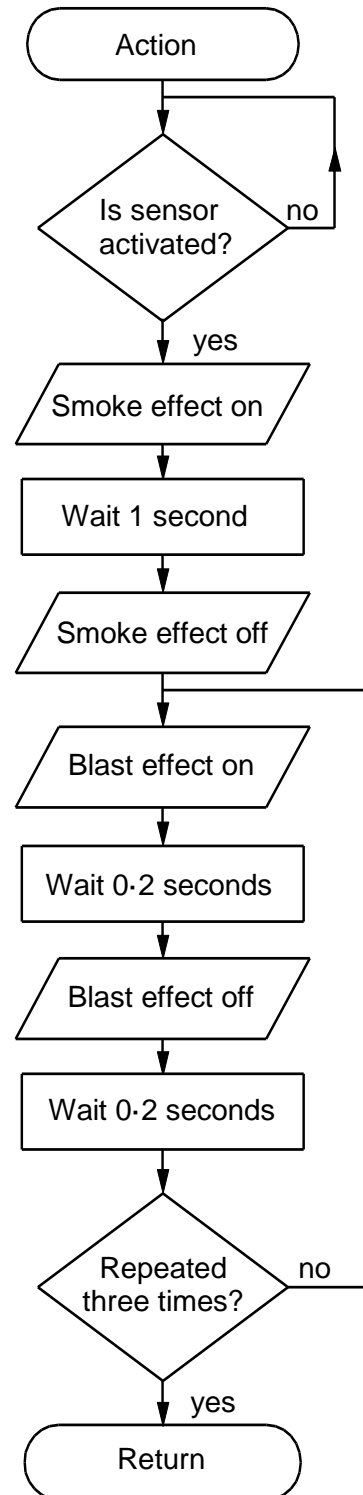 Action
Is sensor
activated?
no
yes
Smoke effect on
Wait 1 second
Smoke effect off
Blast effect on
Wait 0·2 seconds
Blast effect off
Wait 0·2 seconds
Repeated
three times?
no
yes
Return